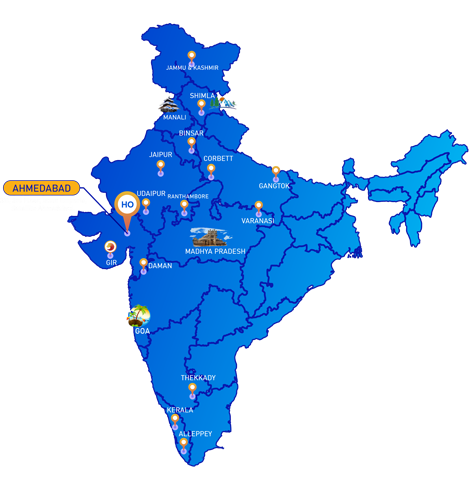 JAMMU & KASHMIR
SHIMLA
MANALI
BINSAR
JAIPUR
CORBETT
GANGTOK
AHMEDABAD
UDAIPUR
RANTHAMBORE
HO
VARANASI
MADHYA PRADESH
GIR
DAMAN
GOA
THEKKADY
KERALA
ALLEPPEY